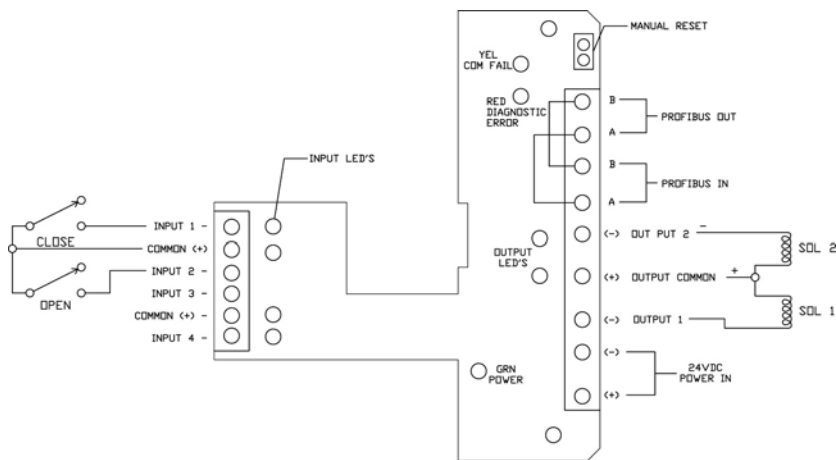 MANUAL RESET
YEL
COM FAIL
RED
DIAGNOSTIC
ERROR
B
A
PROFIBUS OUT
B
A
PROFIBUS IN
INPUT LED'S
CLOSE
OPEN
INPUT 1 -
COMMON (+)
INPUT 2 -
INPUT 3 -
COMMON (+) -
INPUT 4 -
OUTPUT
LED'S
(-) OUT PUT 2 -
(+) OUTPUT COMMON +
(-) OUTPUT 1 -
SOL 2
SOL 1
(-)
(+)
24VDC
POWER IN
GRN
POWER